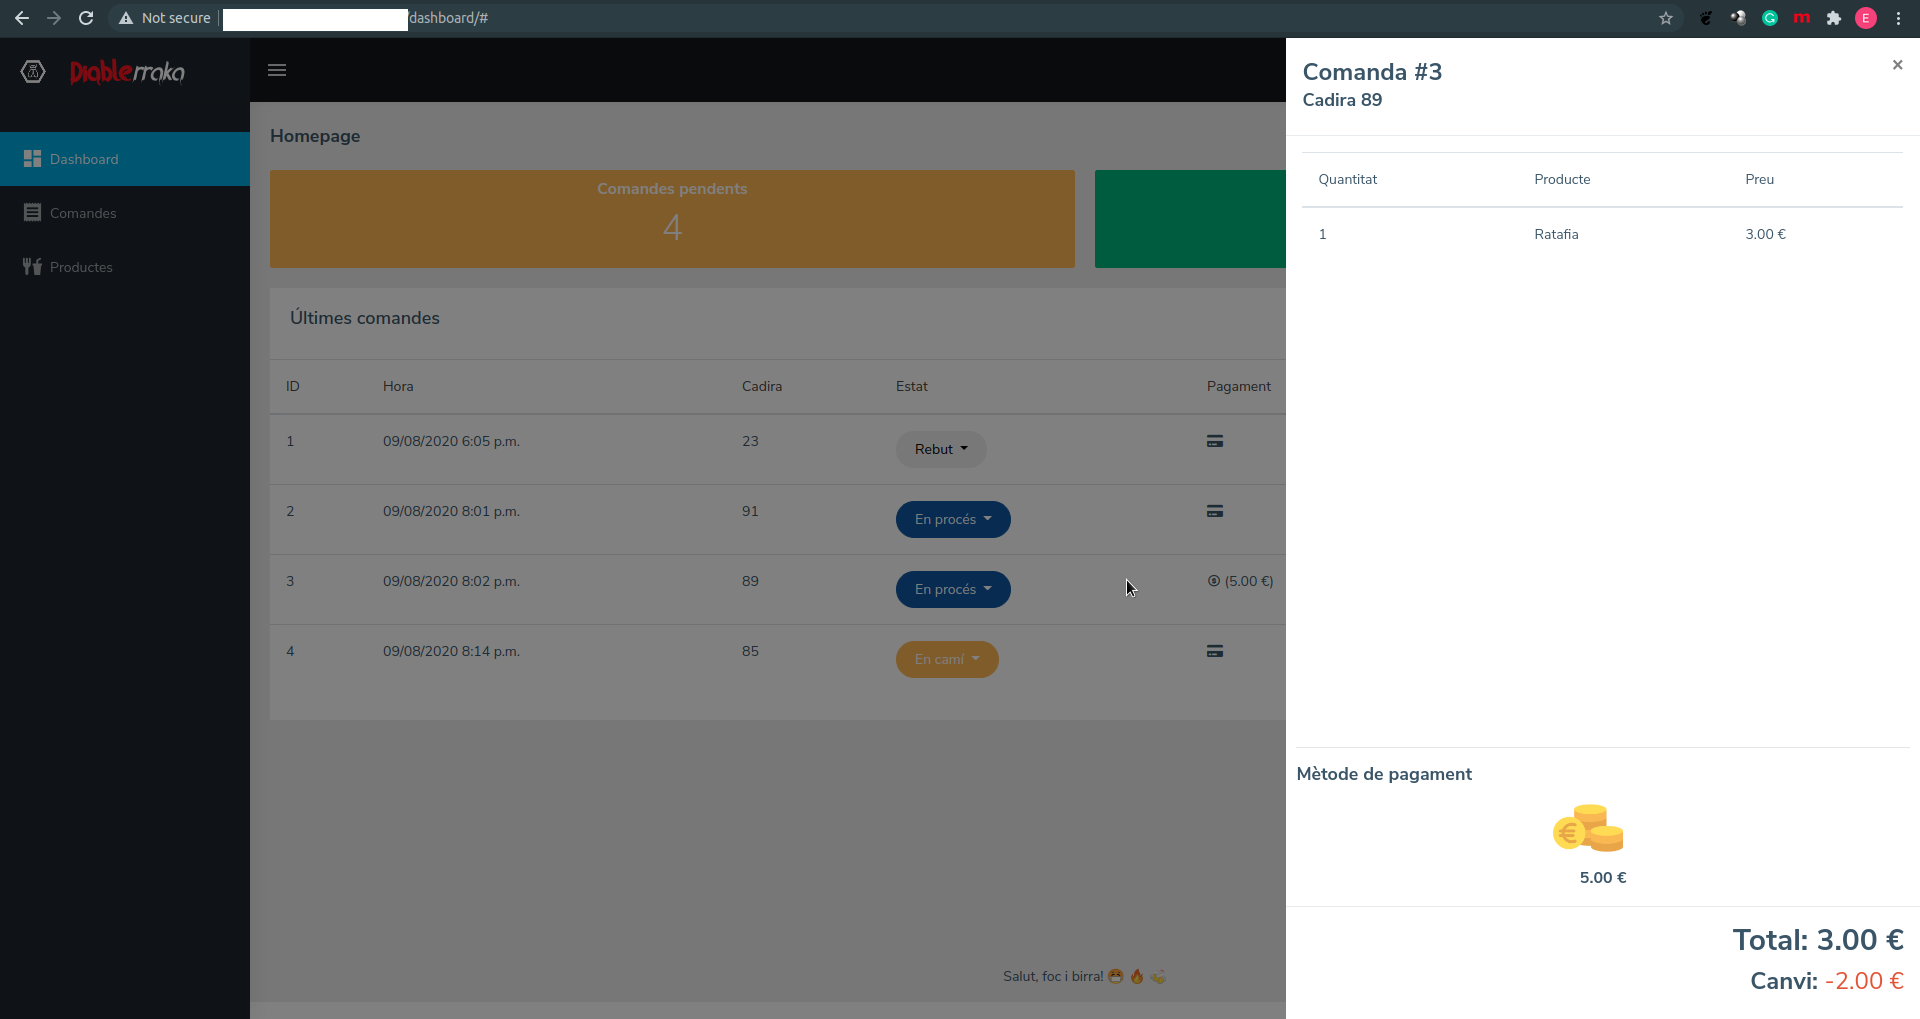 Not secure
/dashboard/#
E
Diablerraka
Dashboard
Comandes
Productes
Homepage
Comandes pendents
4
Últimes comandes
ID Hora Cadira Estat Pagament
1 09/08/2020 6:05 p.m. 23 Rebut
2 09/08/2020 8:01 p.m. 91 En procés
3 09/08/2020 8:02 p.m. 89 En procés (5.00 €)
4 09/08/2020 8:14 p.m. 85 En camí
Salut, foc i birra!
Comanda #3
×
Cadira 89
Quantitat Producte Preu
1 Ratafia 3.00 €
Mètode de pagament
€
5.00 €
Total: 3.00 €
Canvi: -2.00 €